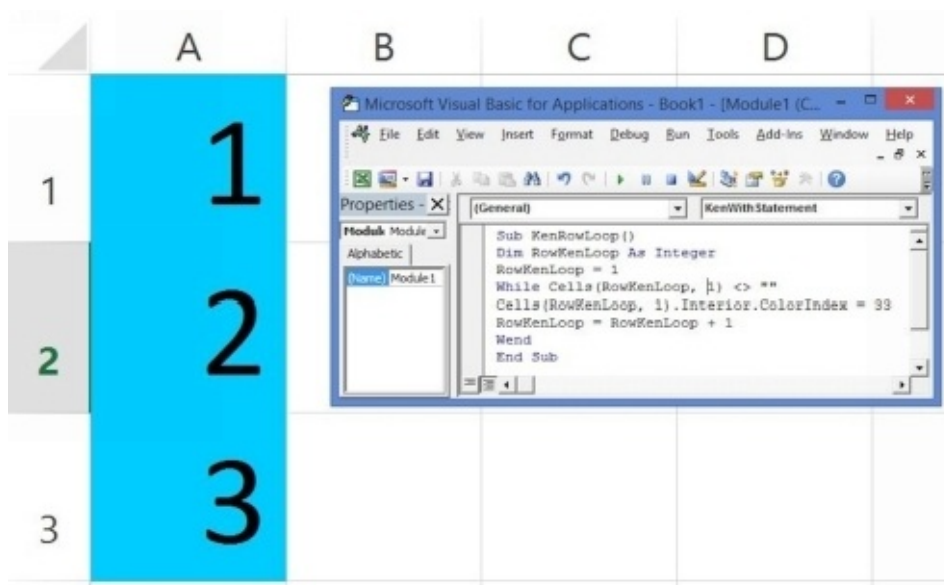 A B C D
1
2
3
1
2
3
Microsoft Visual Basic for Applications - Book1 - [Module1 (C...
File Edit View Insert Format Debug Run Tools Add-Ins Window Help
Properties -
(General) KenWithStatement
Module Module
Alphabetic
(Name) Module1
Sub KenRowLoop()
Dim RowKenLoop As Integer
RowKenLoop = 1
While Cells(RowKenLoop, 1) <> ""
Cells(RowKenLoop, 1).Interior.ColorIndex = 33
RowKenLoop = RowKenLoop + 1
Wend
End Sub